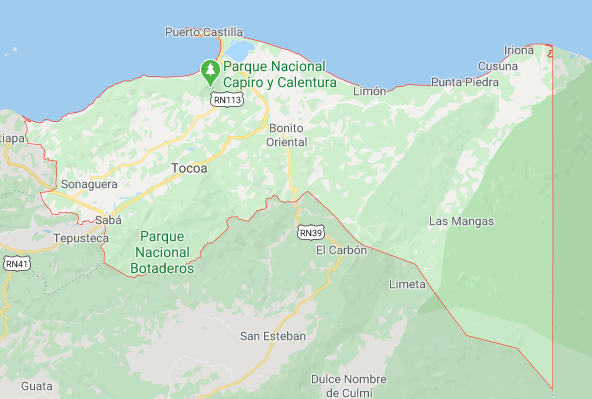 Puerto Castilla
Parque Nacional
Capiro y Calentura
RN113
Iriona
Cusuna
Punta Piedra
Limón
Bonito
Oriental
Tocoa
Sonaguera
Sabá
Tepusteca
RN41
Parque
Nacional
Botaderos
RN39
El Carbón
Las Mangas
Limeta
San Esteban
Guata
Dulce Nombre
de Culmí